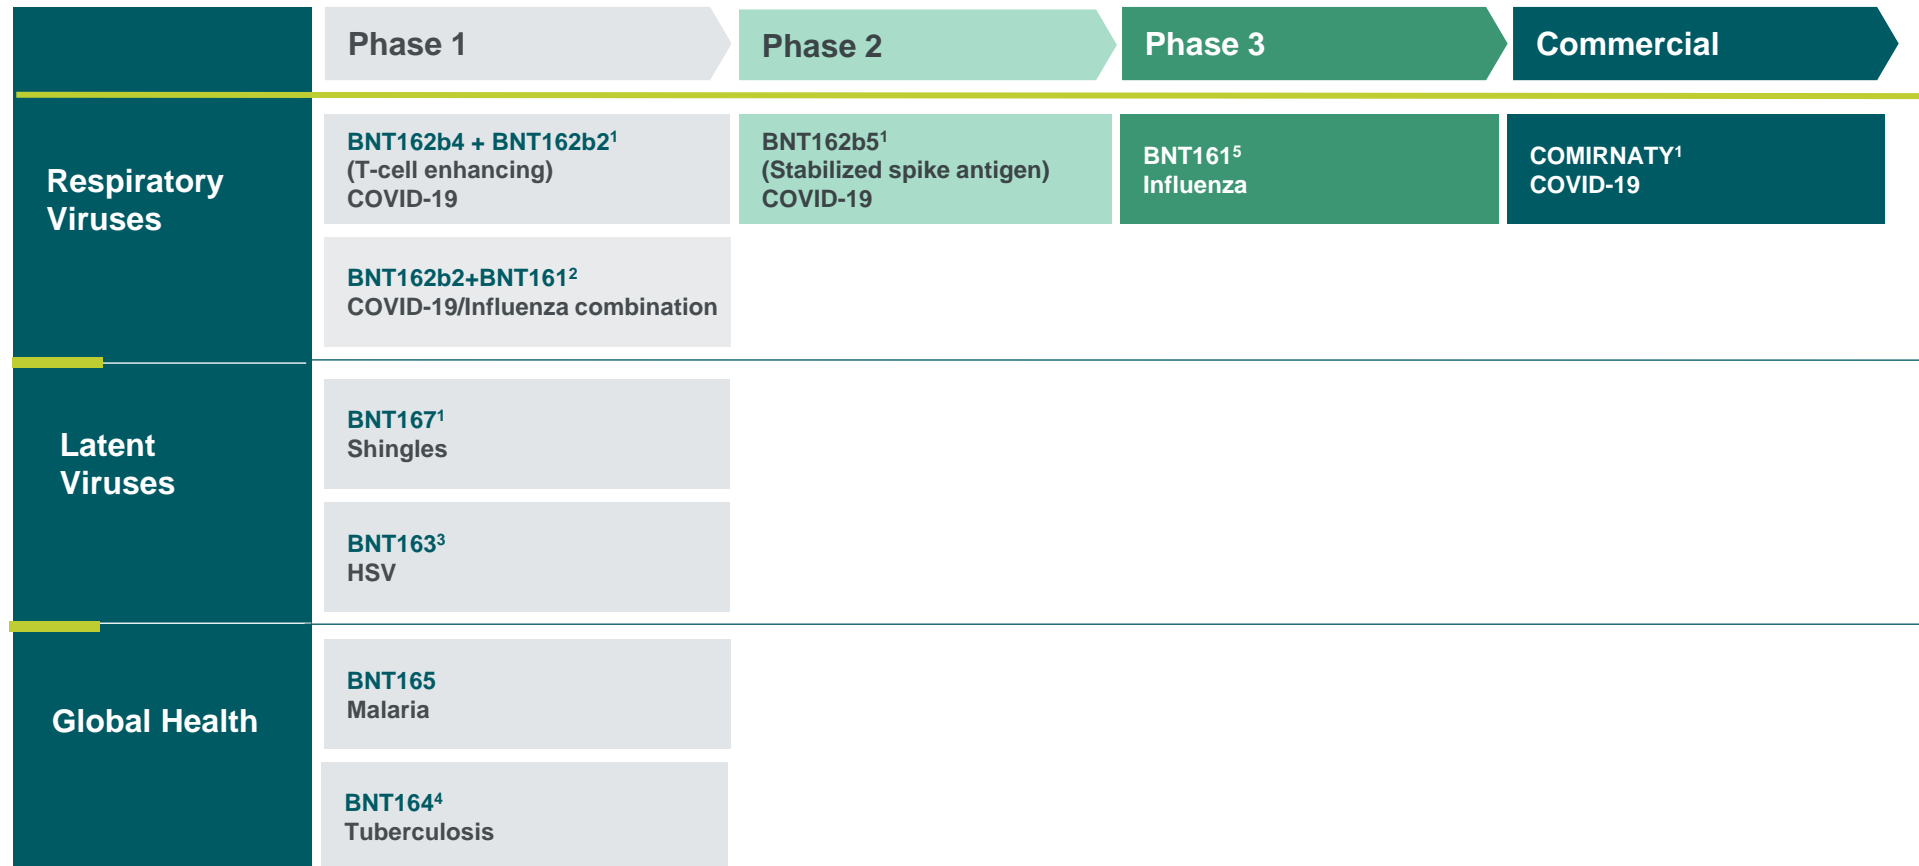 Phase 1
Phase 2
Phase 3
Commercial
Respiratory
Viruses
BNT162b4 + BNT162b2¹
(T-cell enhancing)
COVID-19
BNT162b5¹
(Stabilized spike antigen)
COVID-19
BNT161⁵
Influenza
COMIRNATY¹
COVID-19
BNT162b2+BNT161²
COVID-19/Influenza combination
Latent
Viruses
BNT167¹
Shingles
BNT163³
HSV
Global Health
BNT165
Malaria
BNT164⁴
Tuberculosis